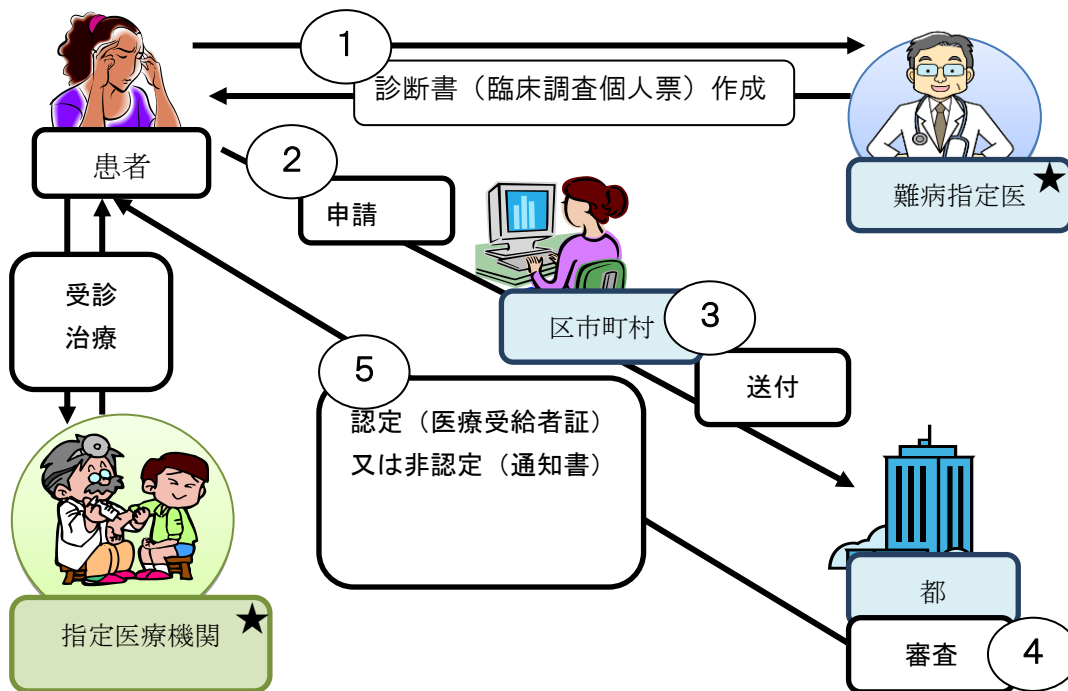 1
診断書（臨床調査個人票）作成
患者
難病指定医
★
2
申請
区市町村
3
送付
受診
治療
5
認定（医療受給者証）
又は非認定（通知書）
指定医療機関
★
都
審査
4